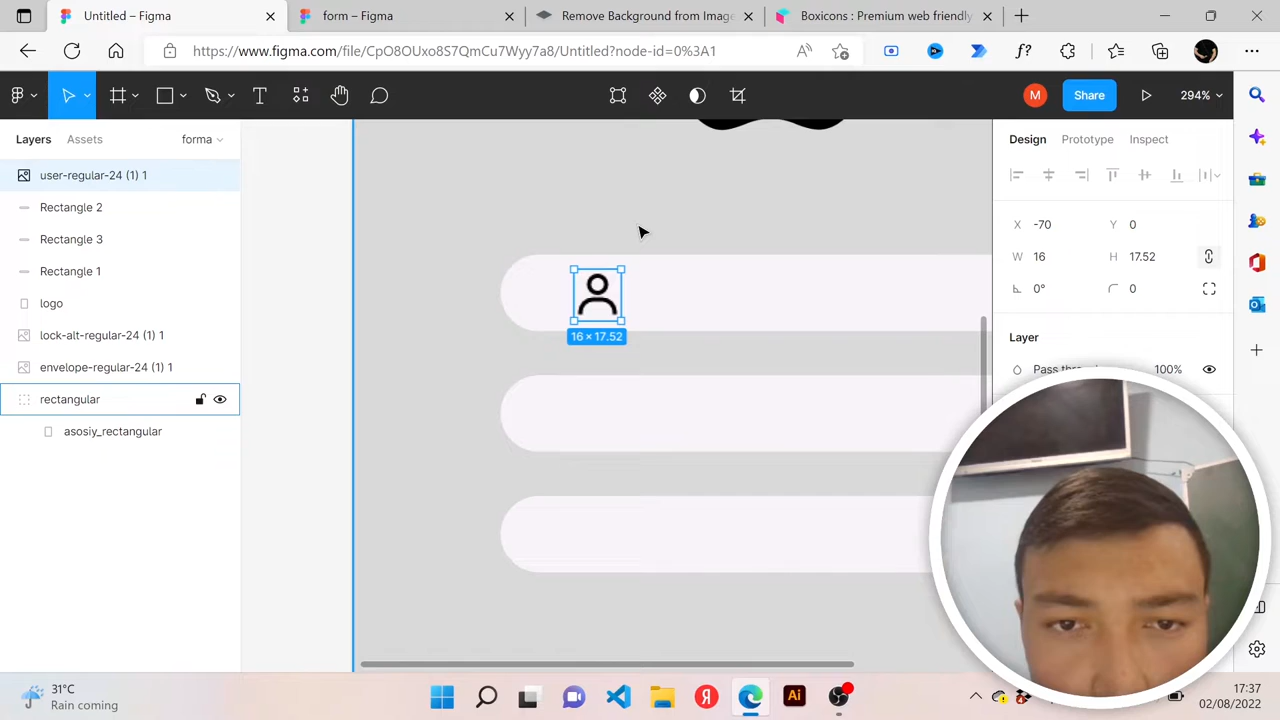 Untitled – Figma
form – Figma
Remove Background from Image
Boxicons : Premium web friendly
https://www.figma.com/file/CpO8OUxo8S7QmCu7Wyy7a8/Untitled?node-id=0%3A1
M
Share
294%
Layers
Assets
forma
Design
Prototype
Inspect
user-regular-24 (1) 1
Rectangle 2
Rectangle 3
Rectangle 1
logo
lock-alt-regular-24 (1) 1
envelope-regular-24 (1) 1
rectangular
asosiy_rectangular
X -70 Y 0
W 16 H 17.52
0° 0
Layer
100%
16 × 17.52
31°C
Rain coming
Я
Ai
17:37
02/08/2022